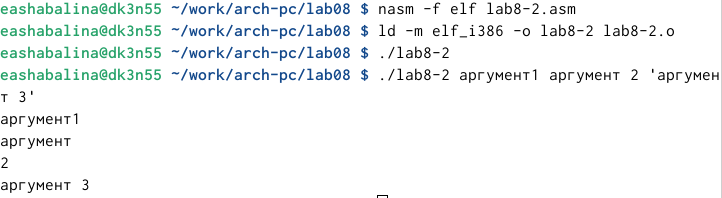 eashabalina@dk3n55 ~/work/arch-pc/lab08 $ nasm -f elf lab8-2.asm
eashabalina@dk3n55 ~/work/arch-pc/lab08 $ ld -m elf_i386 -o lab8-2 lab8-2.o
eashabalina@dk3n55 ~/work/arch-pc/lab08 $ ./lab8-2
eashabalina@dk3n55 ~/work/arch-pc/lab08 $ ./lab8-2 аргумент1 аргумент 2 'аргумен
т 3'
аргумент1
аргумент
2
аргумент 3